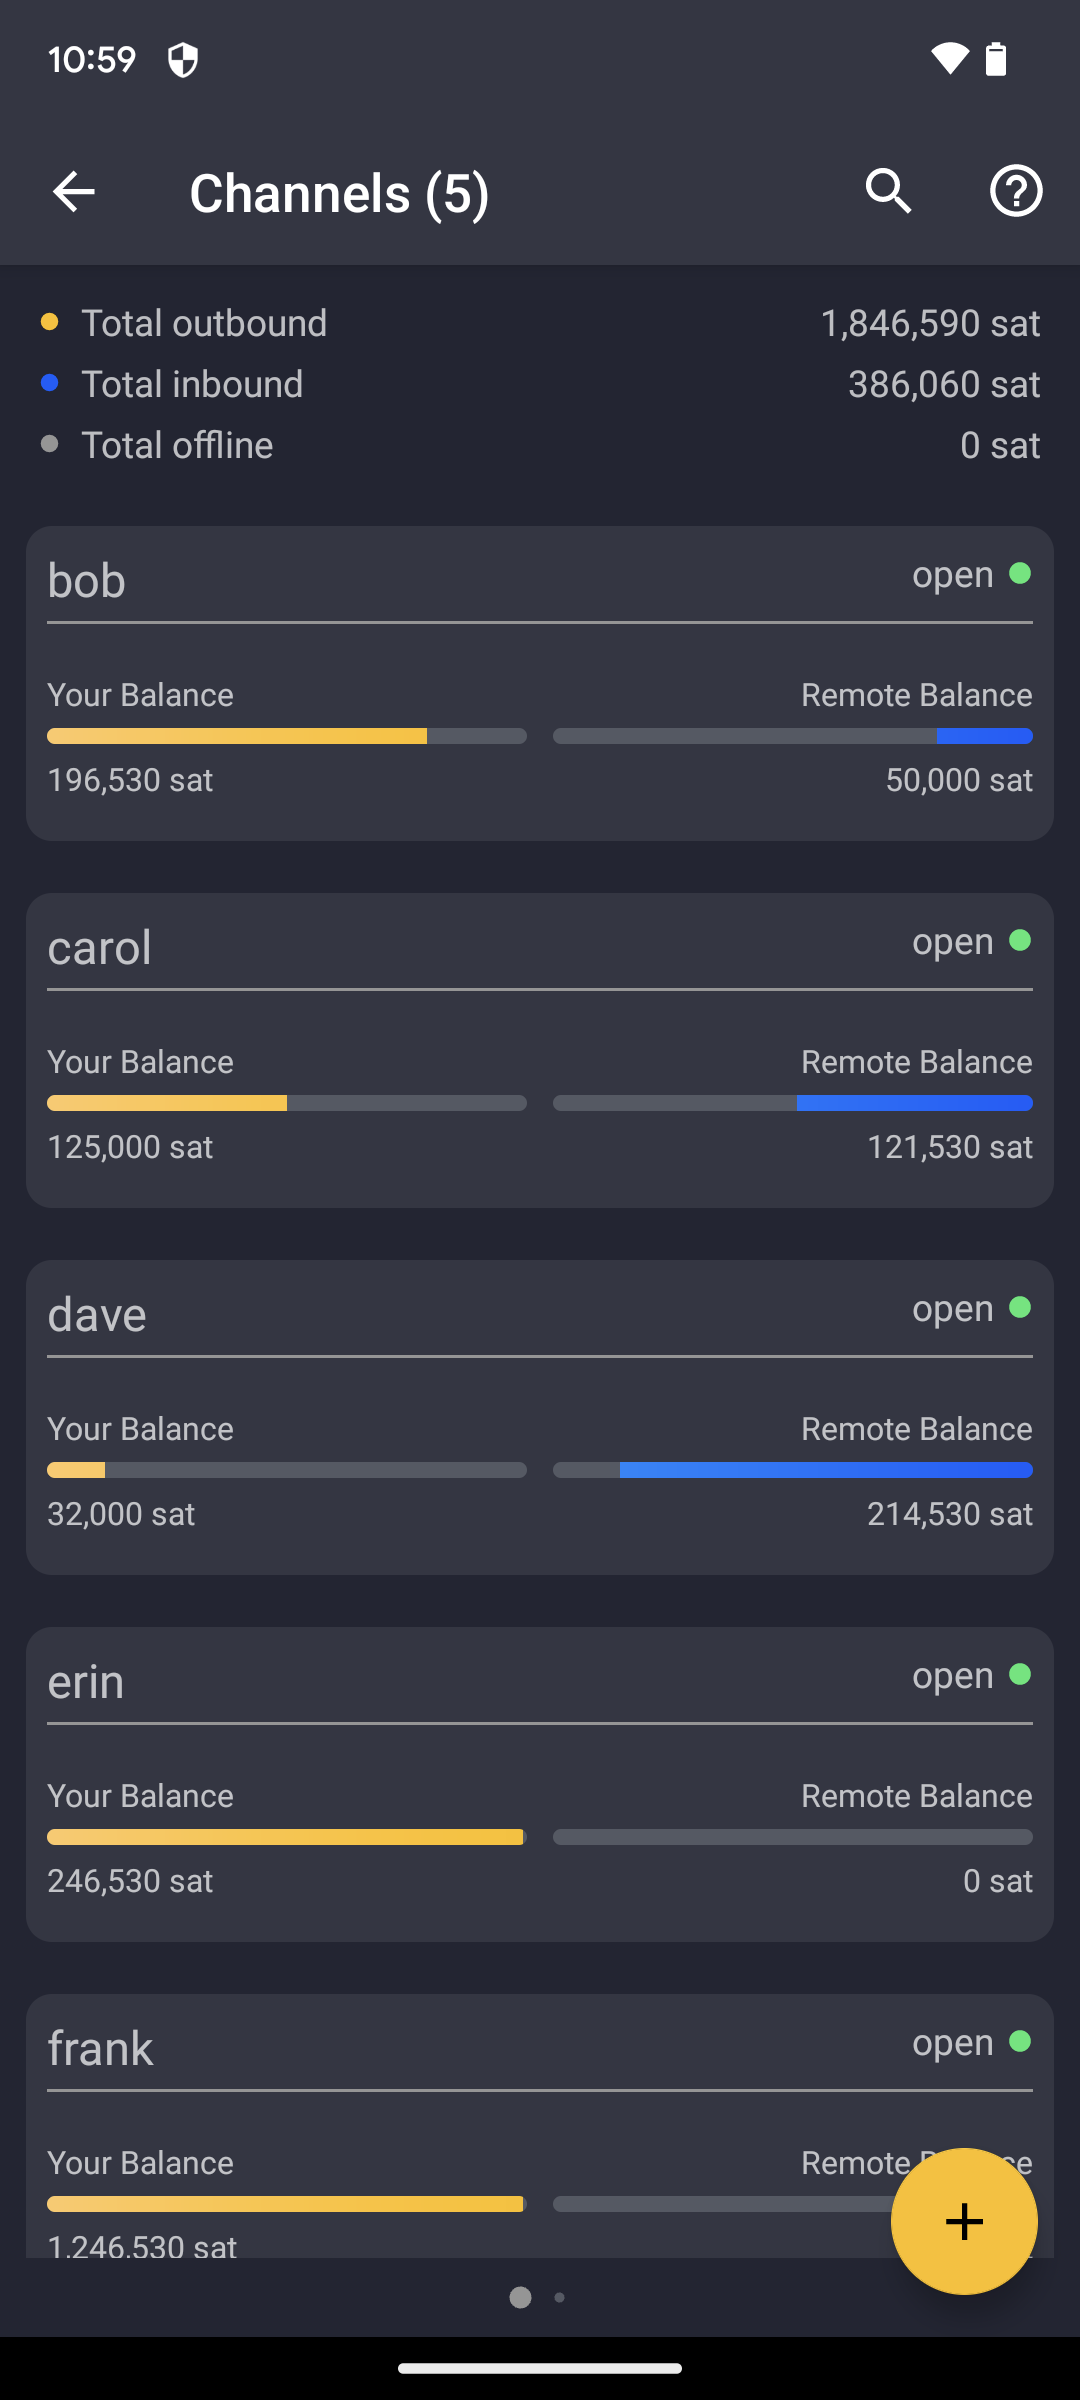 10:59
Channels (5)
Total outbound 1,846,590 sat
Total inbound 386,060 sat
Total offline 0 sat
bob open
Your Balance Remote Balance
196,530 sat 50,000 sat
carol open
Your Balance Remote Balance
125,000 sat 121,530 sat
dave open
Your Balance Remote Balance
32,000 sat 214,530 sat
erin open
Your Balance Remote Balance
246,530 sat 0 sat
frank open
Your Balance Remote
1,246,530 sat